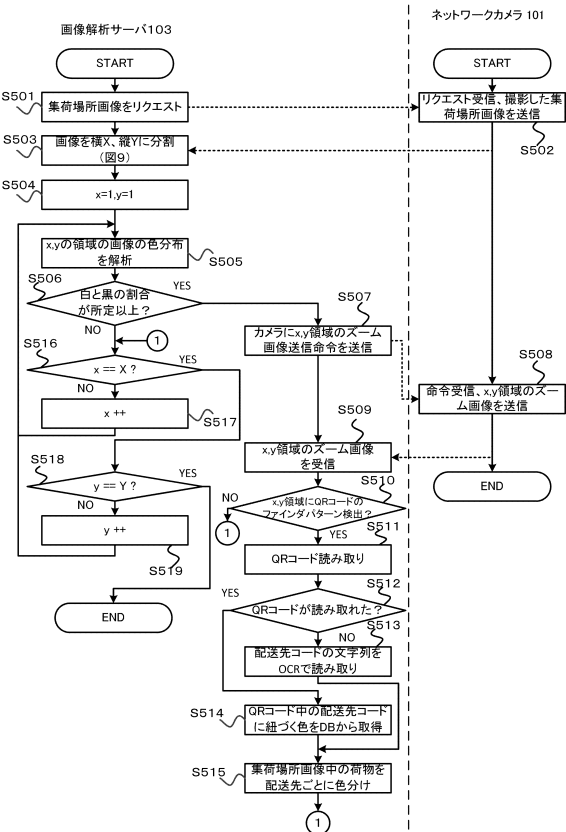 画像解析サーバ103
ネットワークカメラ 101
START
START
S501
集荷場所画像をリクエスト
リクエスト受信、撮影した集
荷場所画像を送信
S502
S503
画像を横X、縦Yに分割
(図9)
S504
x=1,y=1
x,yの領域の画像の色分布
を解析
S505
S506
白と黒の割合
が所定以上?
YES
NO
S507
カメラにx,y領域のズーム
画像送信命令を送信
S508
命令受信、x,y領域のズー
ム画像を送信
1
S516
x == X ?
YES
NO
x ++
S517
S509
x,y領域のズーム画像
を受信
END
S518
y == Y ?
YES
NO
y ++
S519
END
S510
x,y領域にQRコードの
ファインダパターン検出?
NO
1
YES
S511
QRコード読み取り
S512
QRコードが読み取れた?
YES
NO
S513
配送先コードの文字列を
OCRで読み取り
S514
QRコード中の配送先コード
に紐づく色をDBから取得
S515
集荷場所画像中の荷物を
配送先ごとに色分け
1